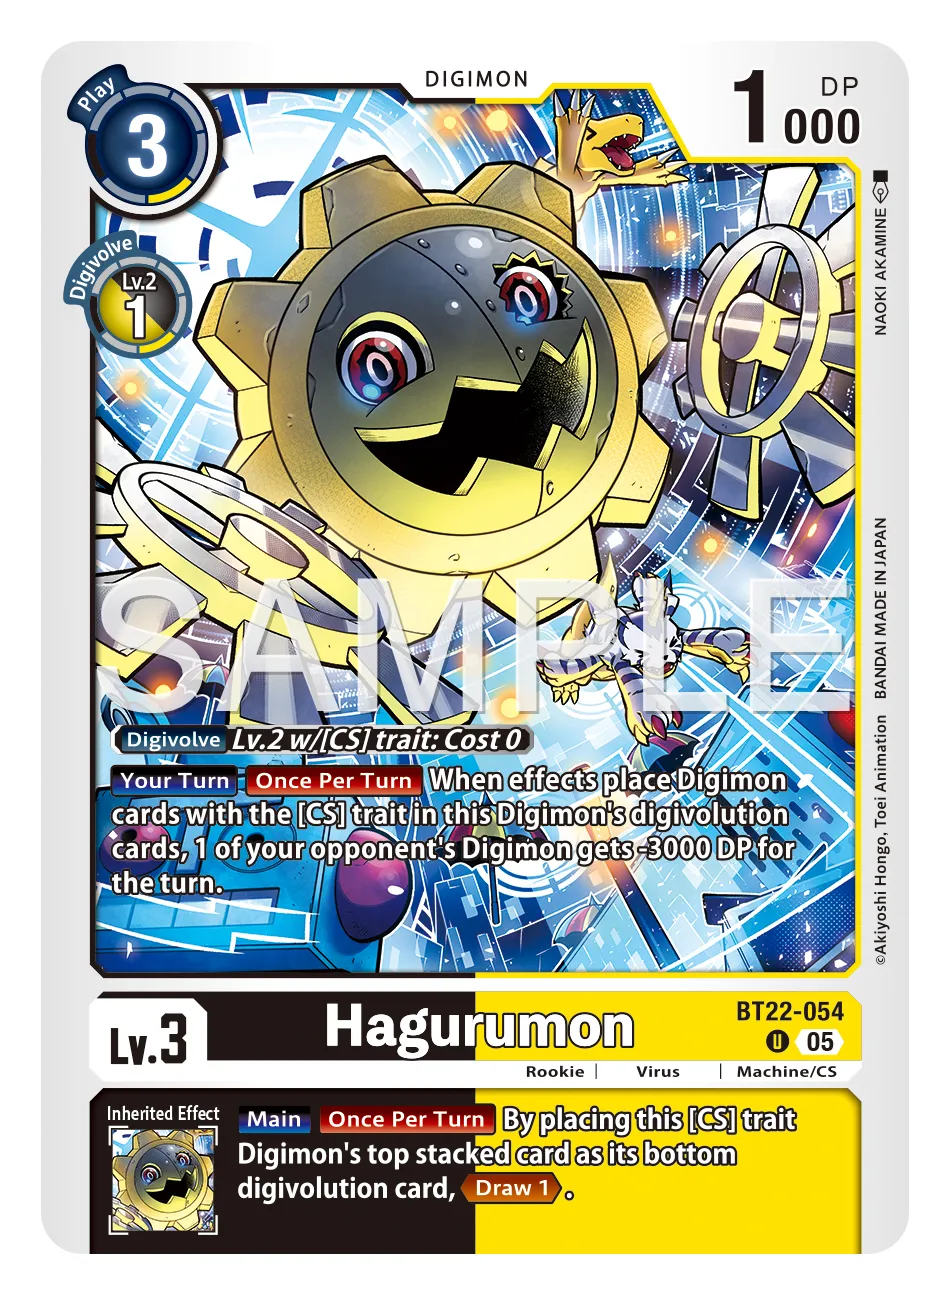 DIGIMON
Play
3
1000 DP
Digivolve
Lv.2
1
NAOKI AKAMINE
BANDAI MADE IN JAPAN
©Akiyoshi Hongo, Toei Animation
SAMPLE
Digivolve Lv.2 w/[CS] trait: Cost 0
Your Turn Once Per Turn When effects place Digimon
cards with the [CS] trait in this Digimon's digivolution
cards, 1 of your opponent's Digimon gets -3000 DP for
the turn.
Lv.3
Hagurumon
BT22-054
U 05
Rookie | Virus | Machine/CS
Inherited Effect
Main Once Per Turn By placing this [CS] trait
Digimon's top stacked card as its bottom
digivolution card, Draw 1.